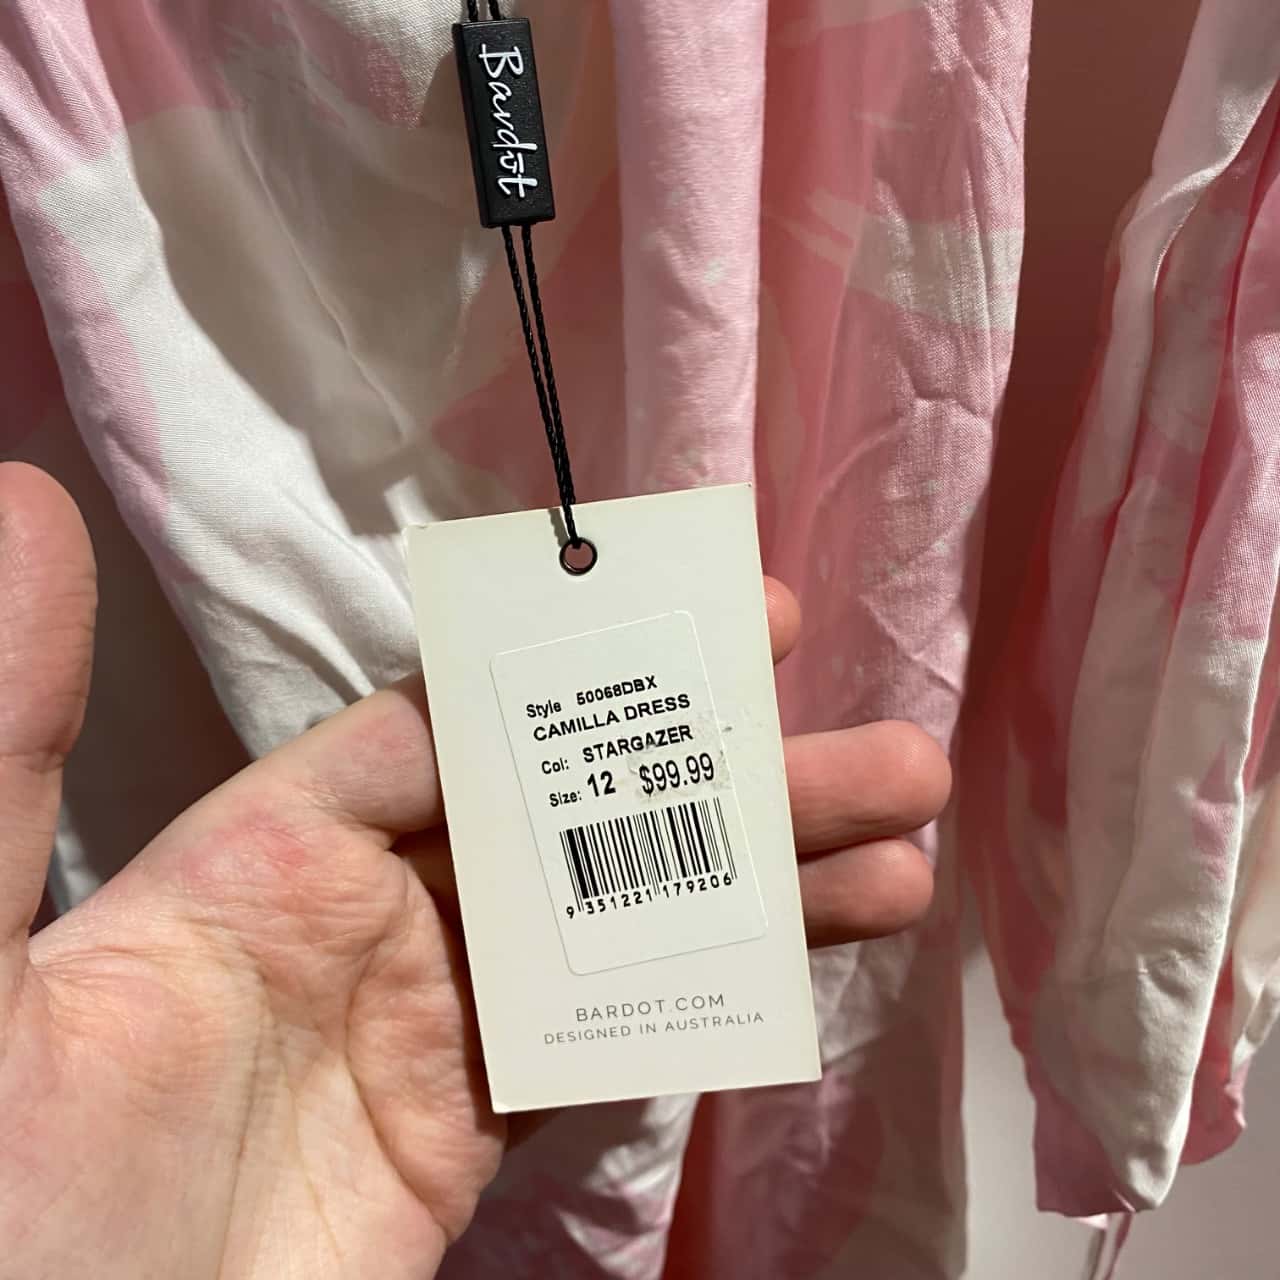 Bardot
Style 50068DBX
CAMILLA DRESS
Col: STARGAZER
Size: 12 $99.99
9 351221 179206
BARDOT.COM
DESIGNED IN AUSTRALIA